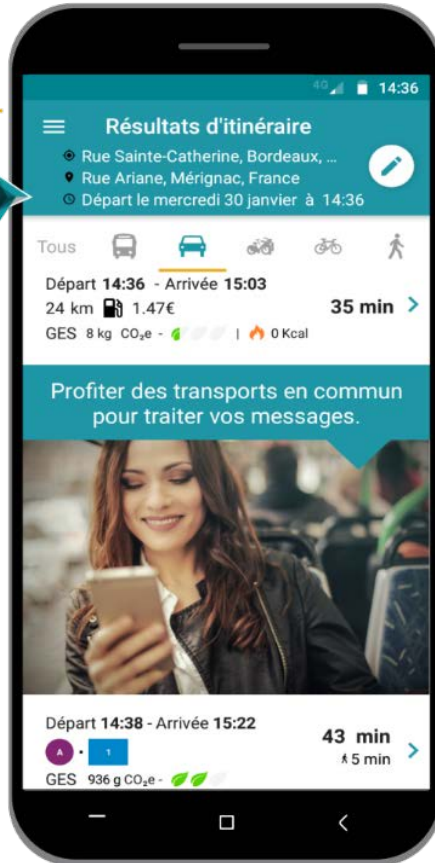 4G 14:36
Résultats d'itinéraire
Rue Sainte-Catherine, Bordeaux, ...
Rue Ariane, Mérignac, France
Départ le mercredi 30 janvier à 14:36
Tous
Départ 14:36 - Arrivée 15:03
24 km 1.47€ 35 min >
GES 8 kg CO₂e - | 0 Kcal
Profiter des transports en commun
pour traiter vos messages.
Départ 14:38 - Arrivée 15:22
43 min
A · 1 5 min >
GES 936 g CO₂e -